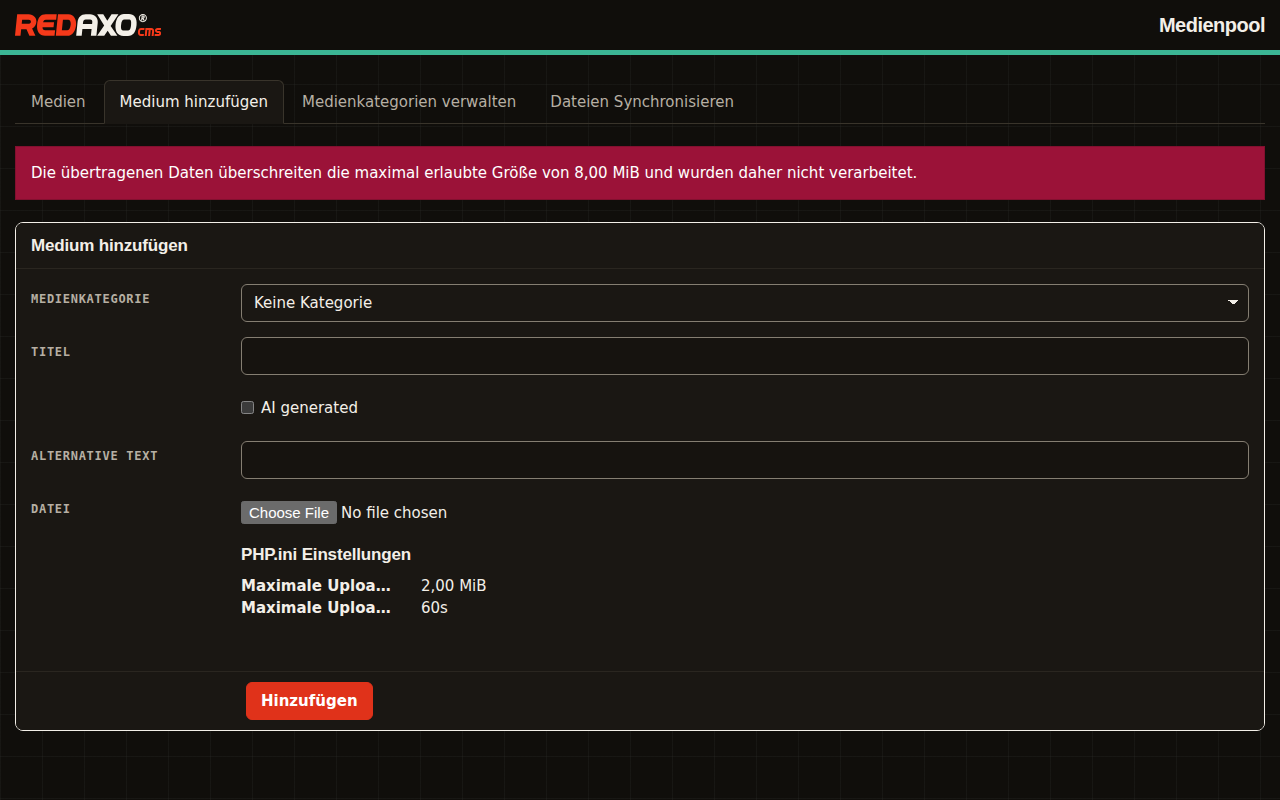 REDAXO® cms
Medienpool
Medien
Medium hinzufügen
Medienkategorien verwalten
Dateien Synchronisieren
Die übertragenen Daten überschreiten die maximal erlaubte Größe von 8,00 MiB und wurden daher nicht verarbeitet.
Medium hinzufügen
MEDIENKATEGORIE
Keine Kategorie
TITEL
AI generated
ALTERNATIVE TEXT
DATEI
Choose File No file chosen
PHP.ini Einstellungen
Maximale Uploa… 2,00 MiB
Maximale Uploa… 60s
Hinzufügen